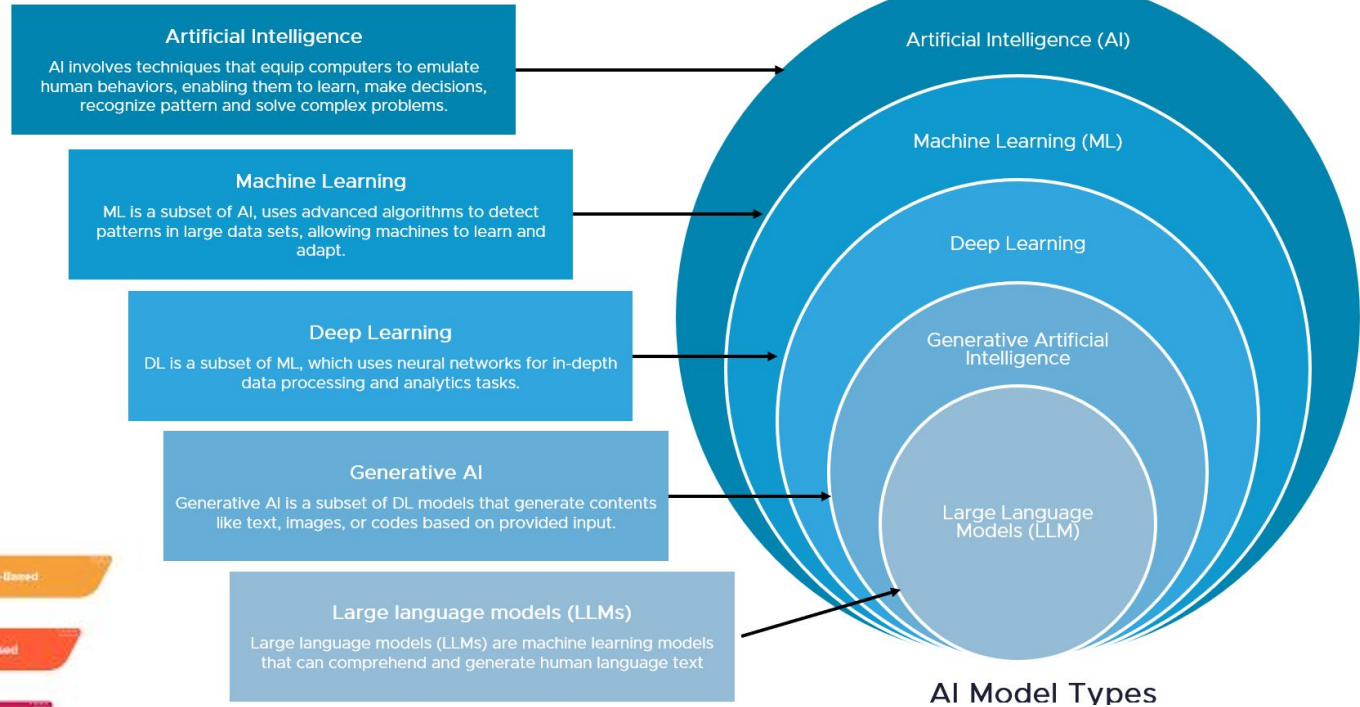 Artificial Intelligence
AI involves techniques that equip computers to emulate
human behaviors, enabling them to learn, make decisions,
recognize pattern and solve complex problems.
Machine Learning
ML is a subset of AI, uses advanced algorithms to detect
patterns in large data sets, allowing machines to learn and
adapt.
Deep Learning
DL is a subset of ML, which uses neural networks for in-depth
data processing and analytics tasks.
Generative AI
Generative AI is a subset of DL models that generate contents
like text, images, or codes based on provided input.
Large language models (LLMs)
Large language models (LLMs) are machine learning models
that can comprehend and generate human language text
Artificial Intelligence (AI)
Machine Learning (ML)
Deep Learning
Generative Artificial
Intelligence
Large Language
Models (LLM)
AI Model Types
-Based